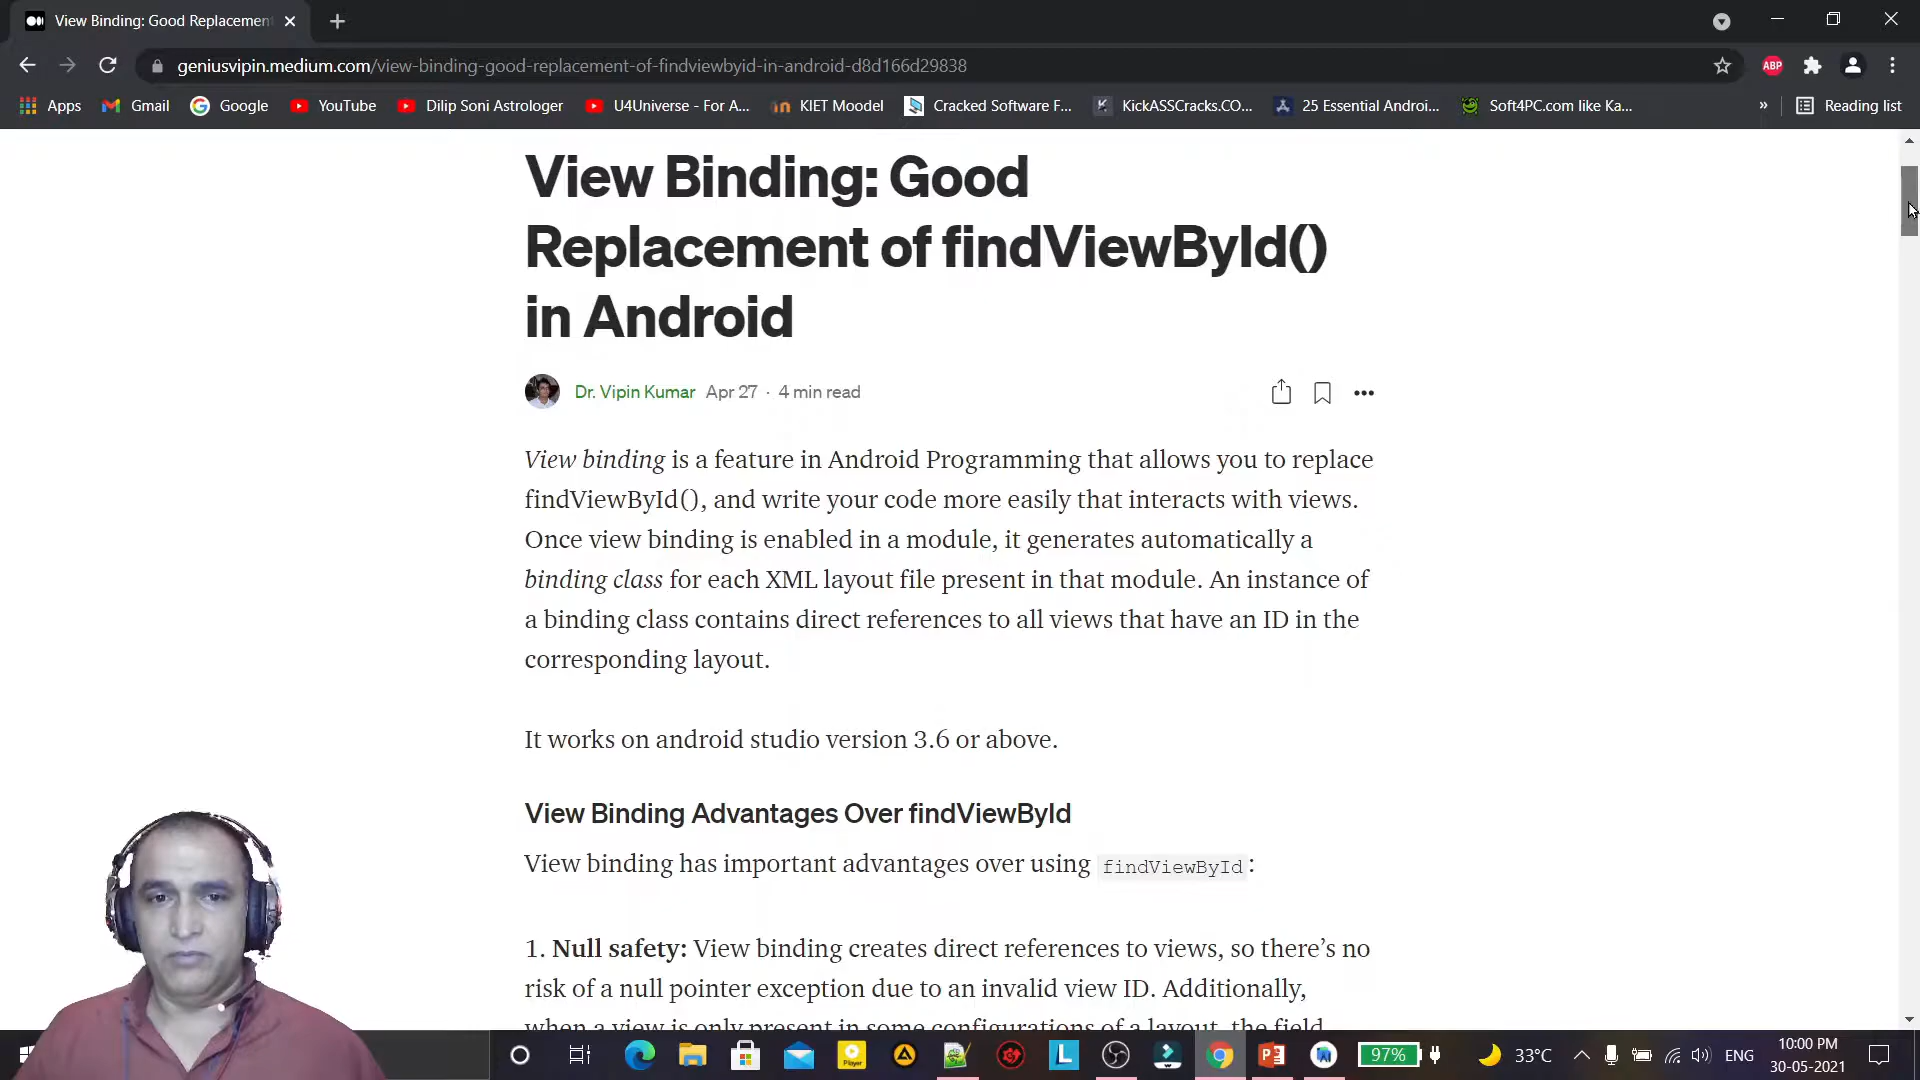 View Binding: Good Replacemen
geniusvipin.medium.com/view-binding-good-replacement-of-findviewbyid-in-android-d8d166d29838
ABP
Apps Gmail Google YouTube Dilip Soni Astrologer U4Universe - For A... KIET Moodel Cracked Software F... KickASSCracks.CO... 25 Essential Androi... Soft4PC.com like Ka... » Reading list
View Binding: Good
Replacement of findViewById()
in Android
Dr. Vipin Kumar Apr 27 · 4 min read
View binding is a feature in Android Programming that allows you to replace
findViewById(), and write your code more easily that interacts with views.
Once view binding is enabled in a module, it generates automatically a
binding class for each XML layout file present in that module. An instance of
a binding class contains direct references to all views that have an ID in the
corresponding layout.
It works on android studio version 3.6 or above.
View Binding Advantages Over findViewById
View binding has important advantages over using findViewById:
1. Null safety: View binding creates direct references to views, so there’s no
risk of a null pointer exception due to an invalid view ID. Additionally,
when a view is only present in some configurations of a layout, the field
97% 33°C ENG 10:00 PM
30-05-2021